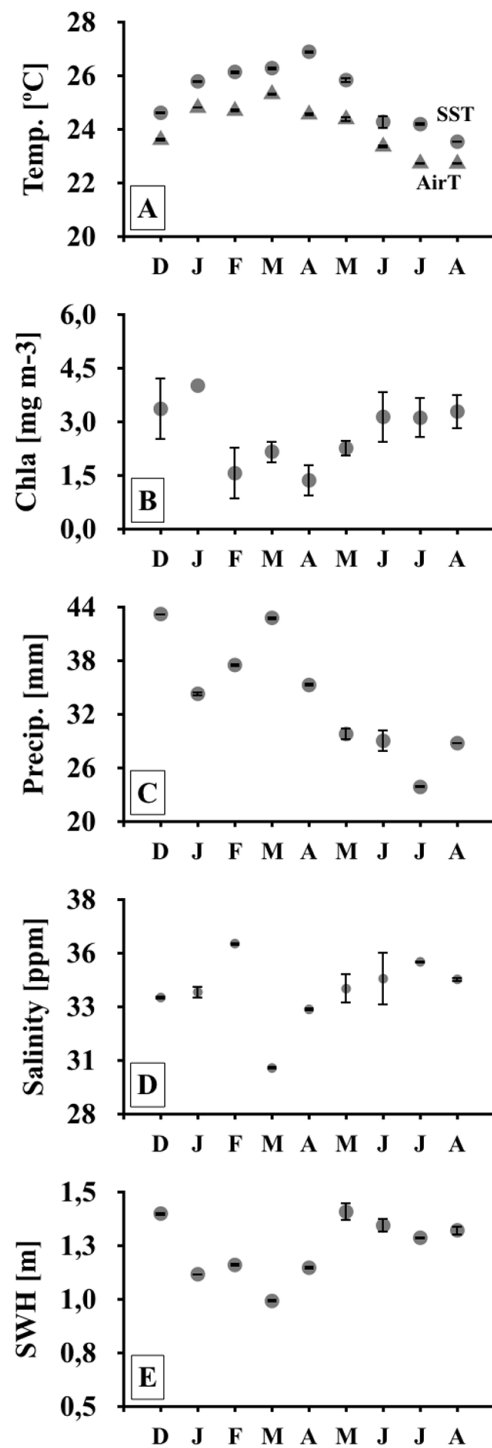 Temp. [ºC]
28
26
24
22
20
SST
AirT
A
D J F M A M J J A
Chla [mg m-3]
6,0
4,5
3,0
1,5
0,0
B
D J F M A M J J A
Precip. [mm]
44
38
32
26
20
C
D J F M A M J J A
Salinity [ppm]
38
36
33
31
28
D
D J F M A M J J A
SWH [m]
1,5
1,3
1,0
0,8
0,5
E
D J F M A M J J A